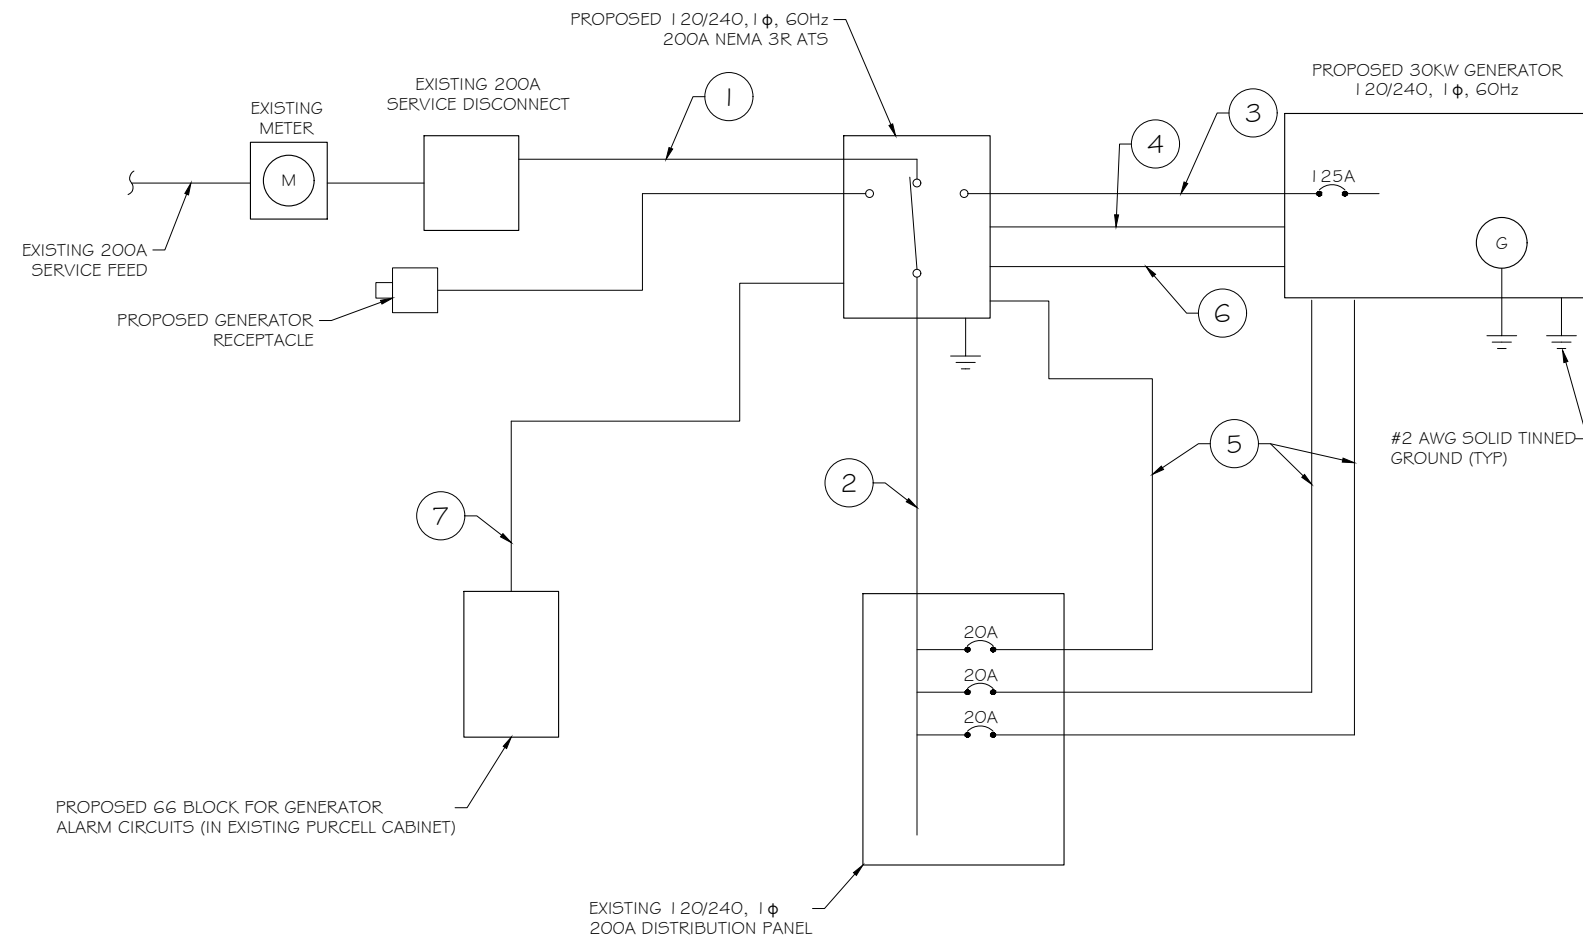 PROPOSED 120/240, 1ϕ, 60Hz
200A NEMA 3R ATS
EXISTING 200A
SERVICE DISCONNECT
EXISTING
METER
M
1
PROPOSED 30KW GENERATOR
120/240, 1ϕ, 60Hz
3
4
125A
G
EXISTING 200A
SERVICE FEED
PROPOSED GENERATOR
RECEPTACLE
6
#2 AWG SOLID TINNED
GROUND (TYP)
5
2
7
20A
20A
20A
PROPOSED 66 BLOCK FOR GENERATOR
ALARM CIRCUITS (IN EXISTING PURCELL CABINET)
EXISTING 120/240, 1ϕ
200A DISTRIBUTION PANEL